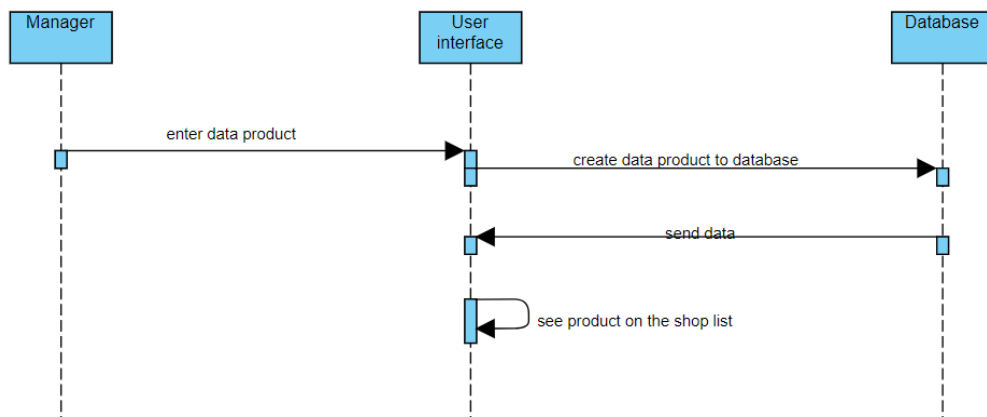 Manager
User
interface
Database
enter data product
create data product to database
send data
see product on the shop list